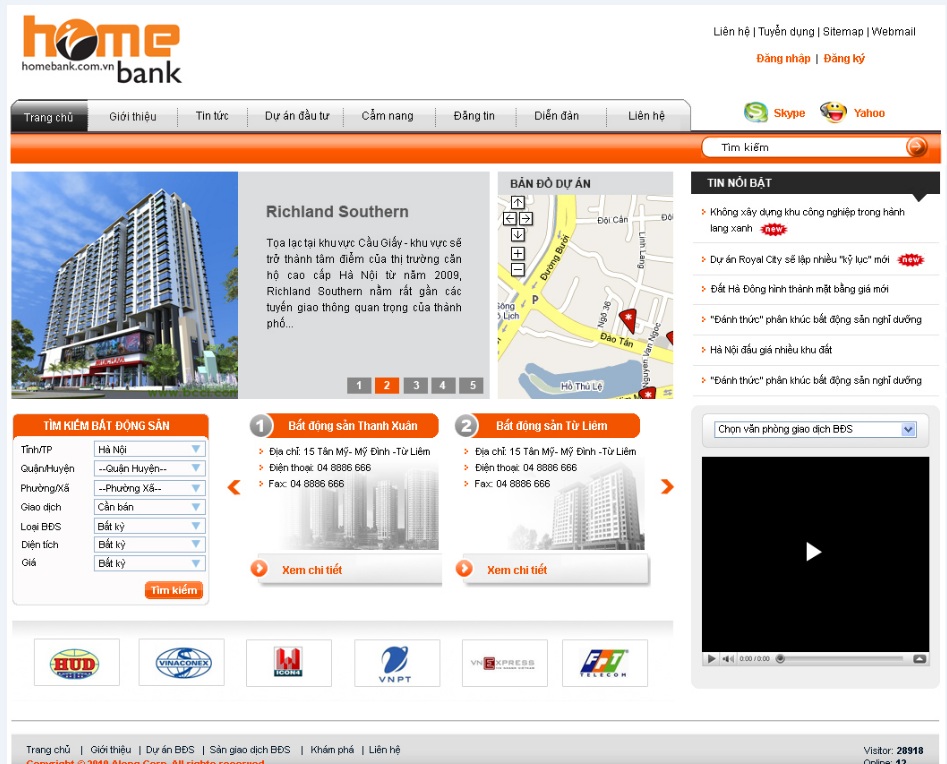 home
homebank.com.vn
bank
Liên hệ | Tuyển dụng | Sitemap | Webmail
Đăng nhập | Đăng ký
Trang chủ
Giới thiệu
Tin tức
Dự án đầu tư
Cẩm nang
Đăng tin
Diễn đàn
Liên hệ
Skype
Yahoo
Tìm kiếm
Richland Southern
Tọa lạc tại khu vực Cầu Giấy - khu vực sẽ
trở thành tâm điểm của thị trường căn
hộ cao cấp Hà Nội từ năm 2009,
Richland Southern nằm rất gần các
tuyến giao thông quan trọng của thành
phố...
1 2 3 4 5
BẢN ĐỒ DỰ ÁN
Đội Cấn
Đường Bưởi
Linh Lang
P
Ngõ 36
Đào Tấn
Nguyen Van Ngoc
Hồ Thủ Lệ
TIN NỔI BẬT
Không xây dựng khu công nghiệp trong hành
lang xanh new
Dự án Royal City sẽ lập nhiều "kỷ lục" mới new
Đất Hà Đông hình thành mặt bằng giá mới
"Đánh thức" phân khúc bất động sản nghỉ dưỡng
Hà Nội đấu giá nhiều khu đất
"Đánh thức" phân khúc bất động sản nghỉ dưỡng
TÌM KIẾM BẤT ĐỘNG SẢN
Tỉnh/TP Hà Nội
Quận/Huyện --Quận Huyện--
Phường/Xã --Phường Xã--
Giao dịch Cần bán
Loại BĐS Bất kỳ
Diện tích Bất kỳ
Giá Bất kỳ
Tìm kiếm
1 Bất động sản Thanh Xuân
Địa chỉ: 15 Tân Mỹ- Mỹ Đình -Từ Liêm
Điện thoại: 04 8886 666
Fax: 04 8886 666
Xem chi tiết
2 Bất động sản Từ Liêm
Địa chỉ: 15 Tân Mỹ- Mỹ Đình -Từ Liêm
Điện thoại: 04 8886 666
Fax: 04 8886 666
Xem chi tiết
Chọn văn phòng giao dịch BĐS
0:00 / 0:00
HUD
VINACONEX
ICON4
VNPT
VNEXPRESS
FPT
TELECOM
Trang chủ | Giới thiệu | Dự án BĐS | Sàn giao dịch BĐS | Khám phá | Liên hệ
Copyright © 2010 Along Corp. All rights reserved
Visitor: 28918
Online: 12